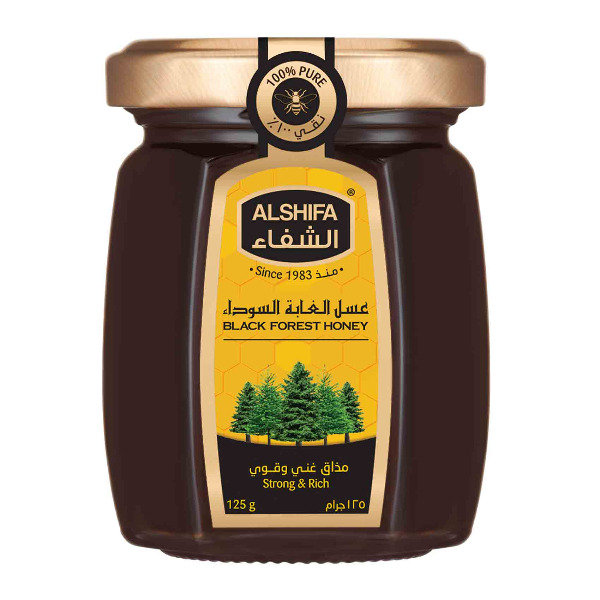 100% PURE
نقي ١٠٠٪
ALSHIFA ®
الشفاء
• Since 1983 منذ •
عسل الغابة السوداء
BLACK FOREST HONEY
مذاق غني وقوي
Strong & Rich
125 g ١٢٥ جرام